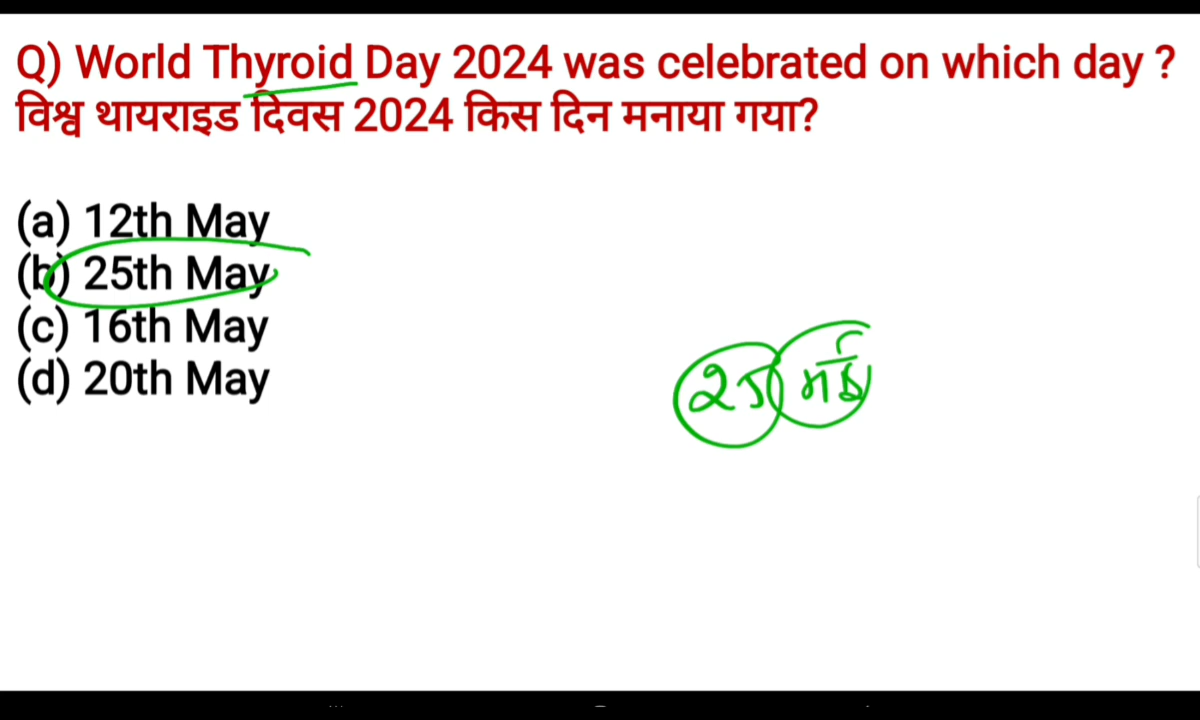 Q) World Thyroid Day 2024 was celebrated on which day ?
विश्व थायराइड दिवस 2024 किस दिन मनाया गया?
(a) 12th May
(b) 25th May
(c) 16th May
(d) 20th May
25 मई